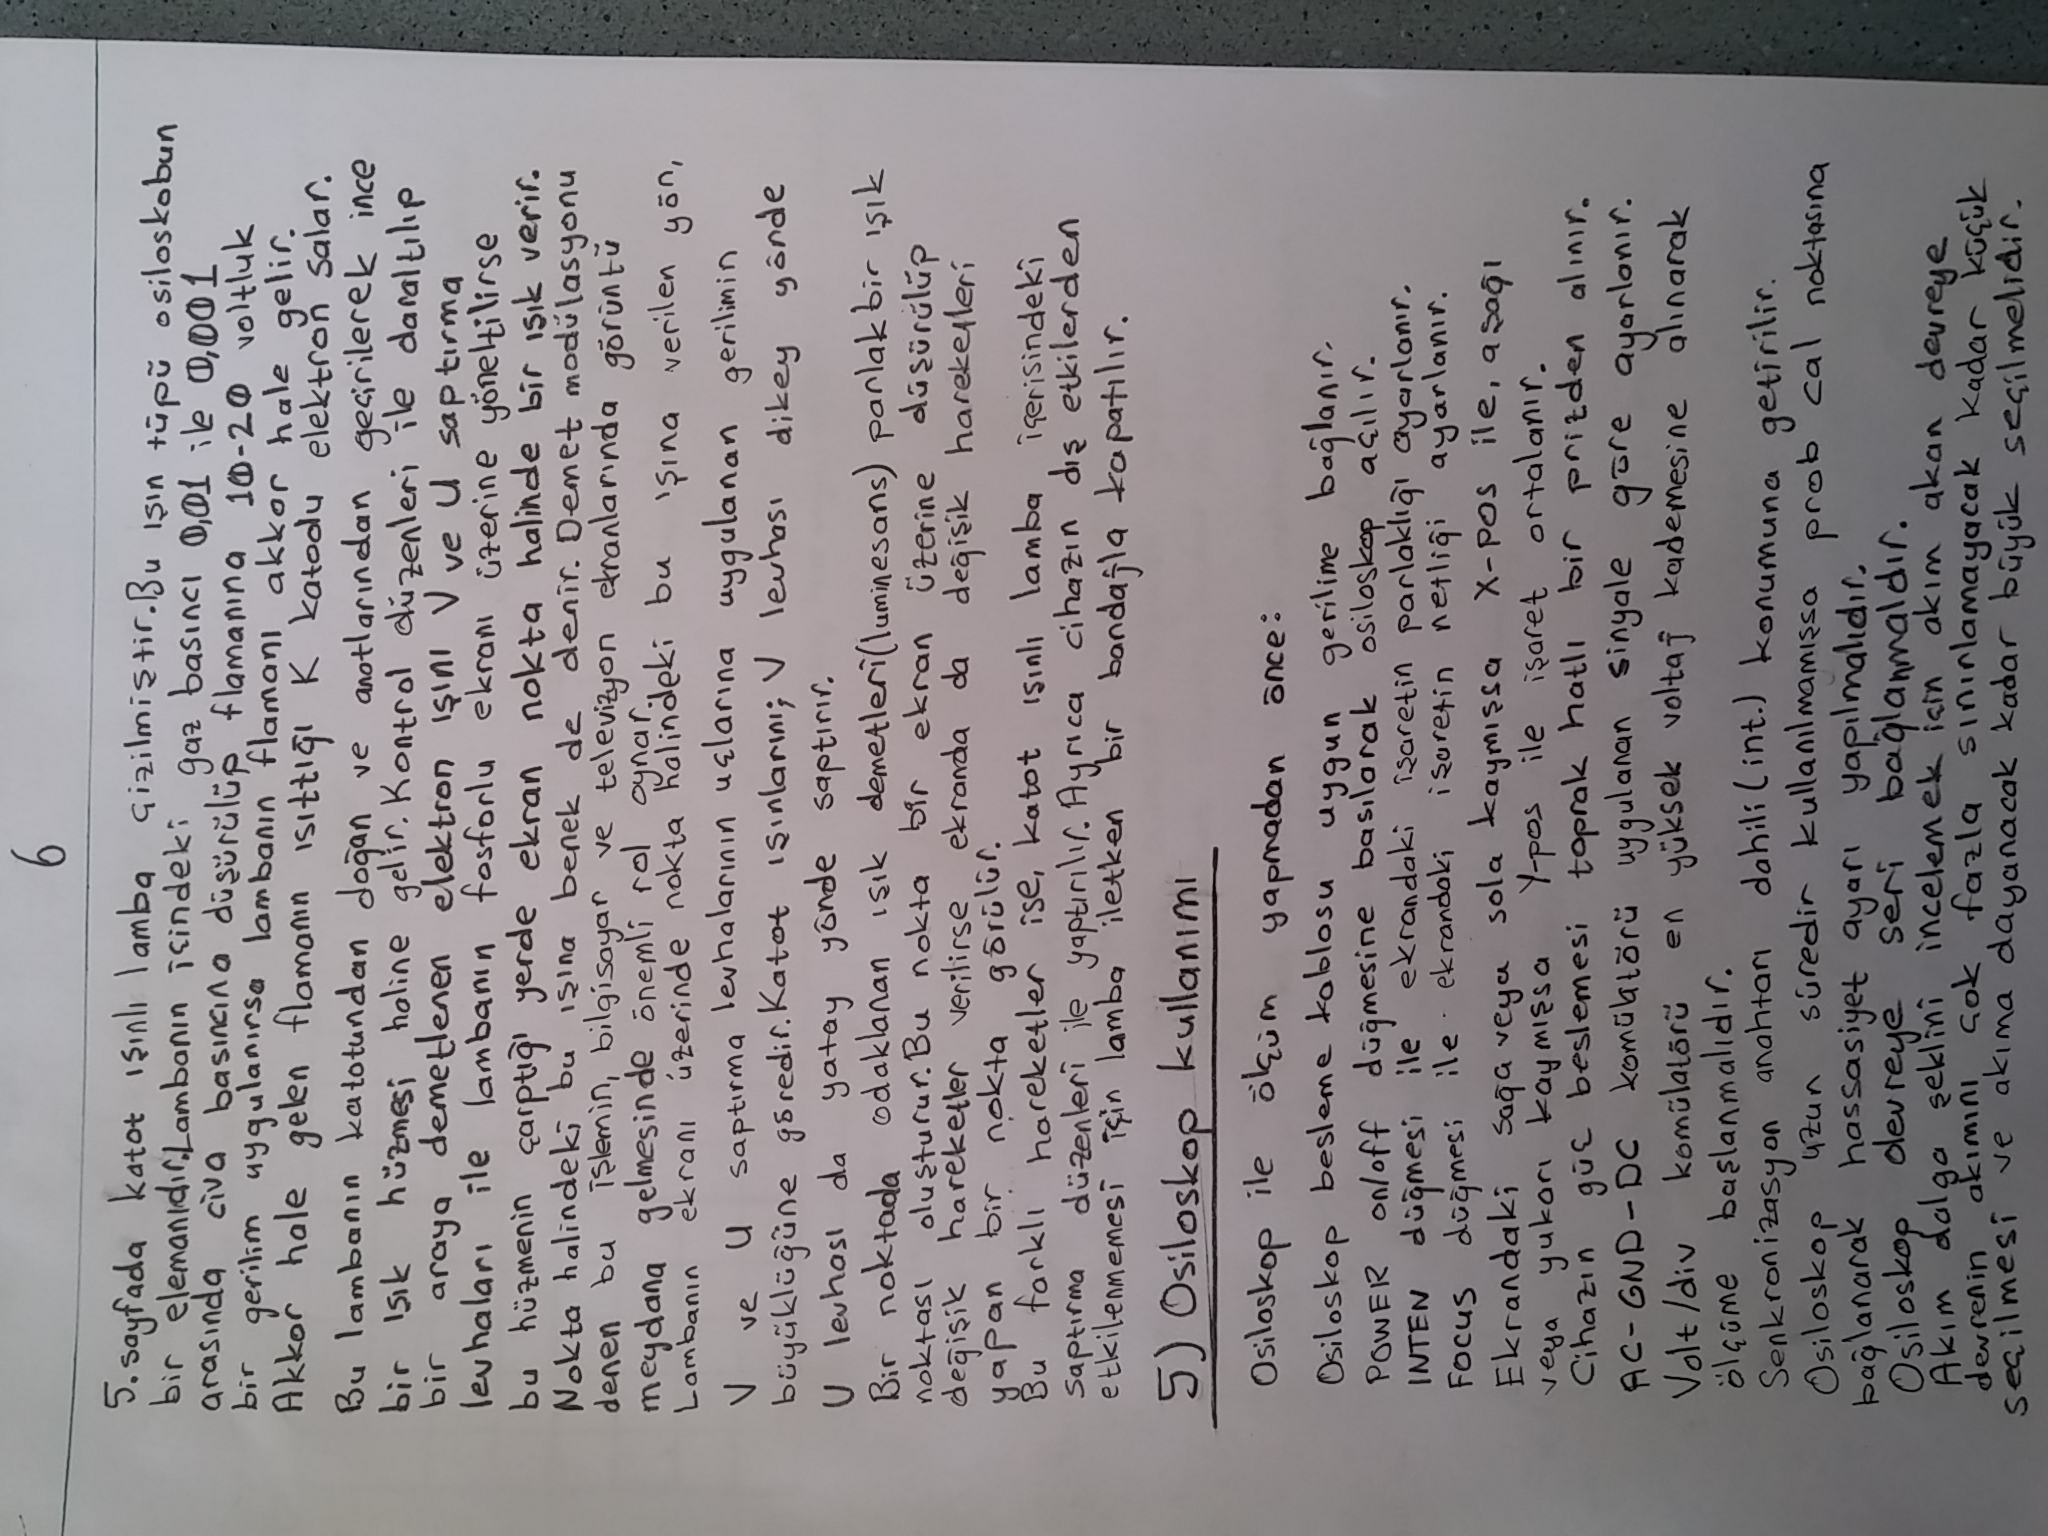 6
5. sayfada katot ışınlı lamba çizilmiştir. Bu ışın tüpü osiloskobun
bir elemanıdır. Lambanın içindeki gaz basıncı 0,01 ile 0,001
arasında civa basıncına düşürülüp flamanına 10-20 voltluk
bir gerilim uygulanırsa lambanın flamanı akkor hale gelir.
Akkor hale gelen flamanın ısıttığı K katodu elektron salar.
Bu lambanın katotundan doğan ve anotlarından geçirilerek ince
bir ışık hüzmesi haline gelir. Kontrol düzenleri ile daraltılıp
bir araya demetlenen elektron ışını V ve U saptırma
levhaları ile lambanın fosforlu ekranı üzerine yöneltilirse
bu hüzmenin çarptığı yerde ekran nokta halinde bir ışık verir.
Nokta halindeki bu ışına benek de denir. Demet modülasyonu
denen bu işlemin, bilgisayar ve televizyon ekranlarında görüntü
meydana gelmesinde önemli rol oynar.
Lambanın ekranı üzerinde nokta halindeki bu ışına verilen yön,
V ve U saptırma levhalarının uçlarına uygulanan gerilimin
büyüklüğüne göredir. Katot ışınlarını; V levhası dikey yönde
U levhası da yatay yönde saptırır.
Bir noktada odaklanan ışık demetleri(luminesans) parlak bir ışık
noktası oluşturur. Bu nokta bir ekran üzerine düşürülüp
değişik hareketler verilirse ekranda da değişik hareketleri
yapan bir nokta görülür.
Bu farklı hareketler ise, katot ışınlı lamba içerisindeki
saptırma düzenleri ile yaptırılır. Ayrıca cihazın dış etkilerden
etkilenmemesi için lamba iletken bir bandajla kapatılır.
5) Osiloskop kullanımı
Osiloskop ile ölçüm yapmadan önce:
Osiloskop besleme kablosu uygun gerilime bağlanır.
POWER on/off düğmesine basılarak osiloskop açılır.
INTEN düğmesi ile ekrandaki işaretin parlaklığı ayarlanır.
FOCUS düğmesi ile ekrandaki işaretin netliği ayarlanır.
Ekrandaki sağa veya sola kaymışsa X-pos ile, aşağı
veya yukarı kaymışsa Y-pos ile işaret ortalanır.
Cihazın güç beslemesi toprak hatlı bir prizden alınır.
AC-GND-DC komülatörü uygulanan sinyale göre ayarlanır.
Volt/div komülatörü en yüksek voltaj kademesine alınarak
ölçüme başlanmalıdır.
Senkronizasyon anahtarı dahili (int.) konumuna getirilir.
Osiloskop uzun süredir kullanılmamışsa prob cal noktasına
bağlanarak hassasiyet ayarı yapılmalıdır.
Osiloskop devreye seri bağlanmaldır.
Akım dalga şeklini incelemek için akım akan devreye
devrenin akımını çok fazla sınırlamayacak kadar küçük
seçilmesi ve akıma dayanacak kadar büyük seçilmelidir.